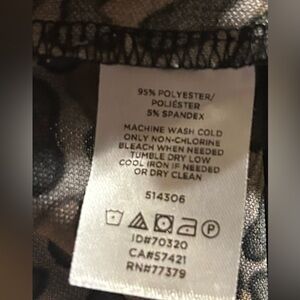 95% POLYESTER/
POLIÉSTER
5% SPANDEX
MACHINE WASH COLD
ONLY NON-CHLORINE
BLEACH WHEN NEEDED
TUMBLE DRY LOW
COOL IRON IF NEEDED
OR DRY CLEAN
514306
P
ID#70320
CA#57421
RN#77379